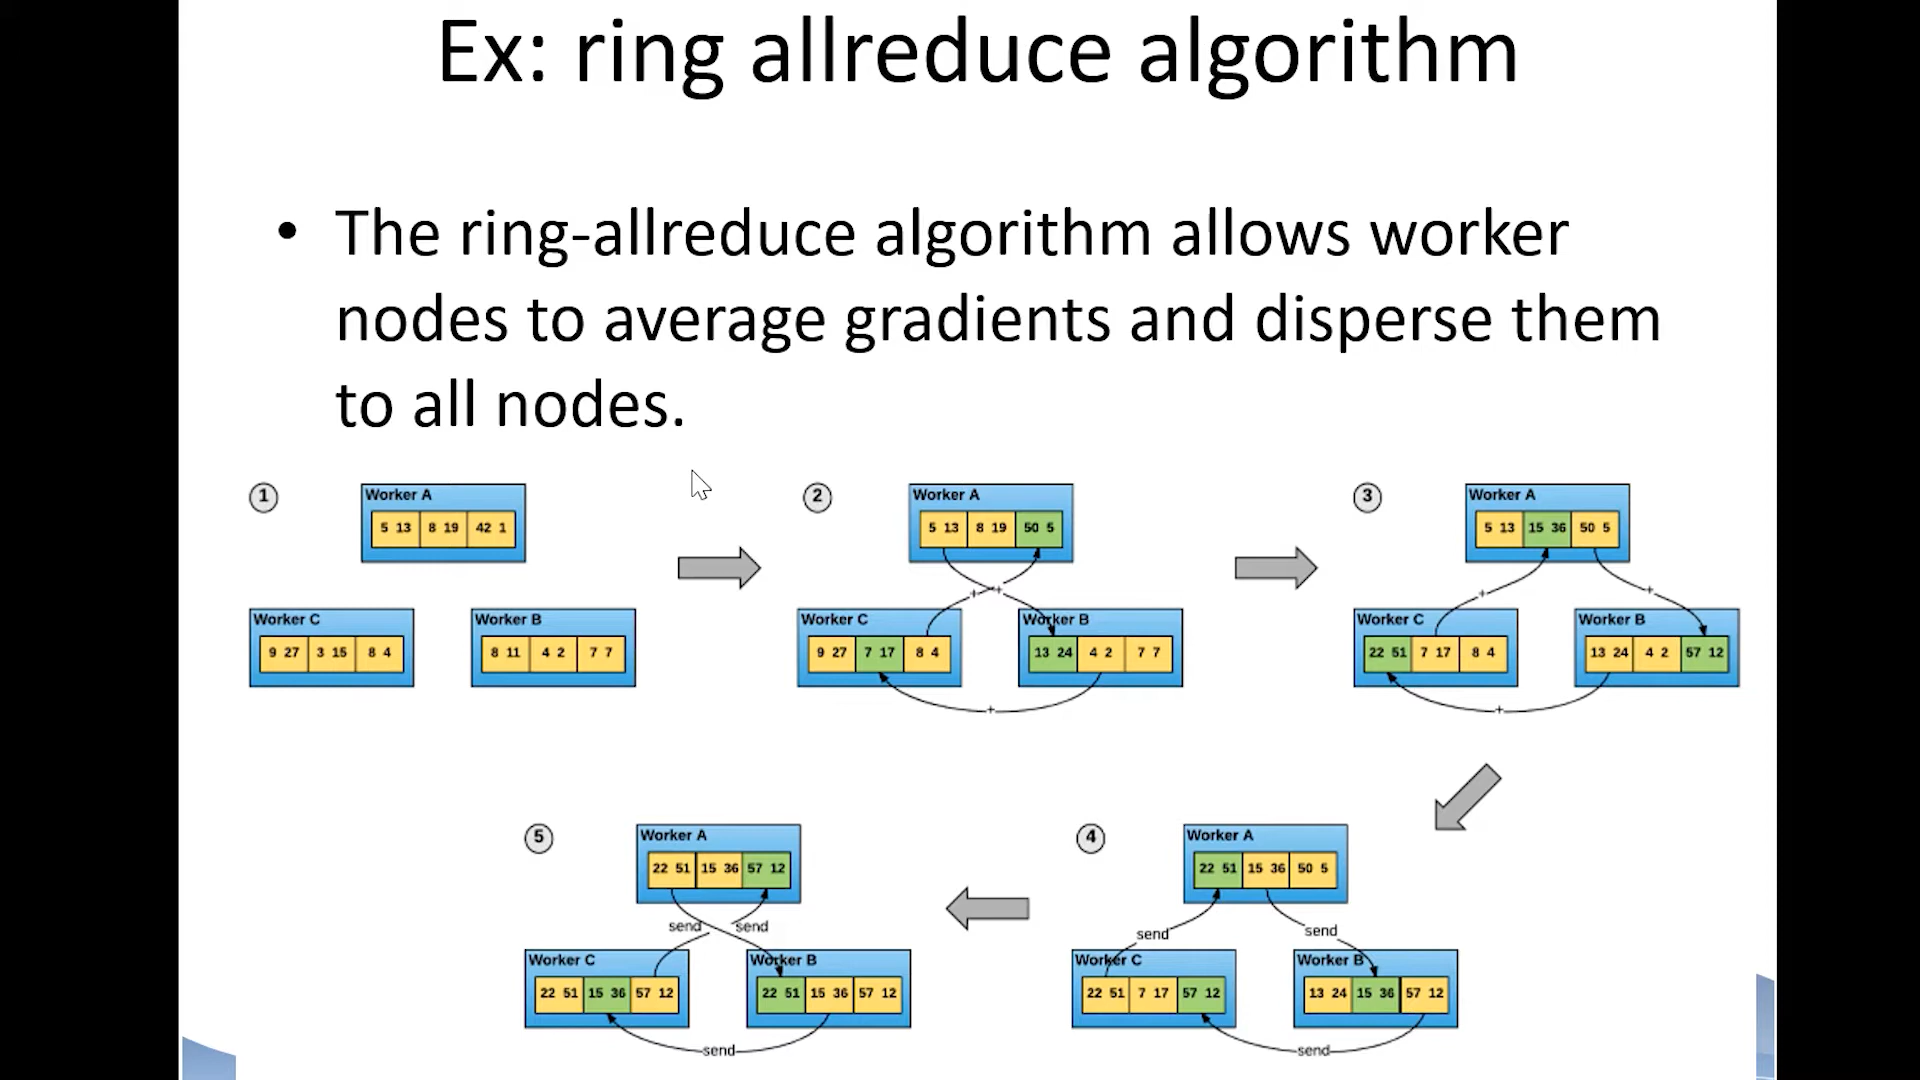 Ex: ring allreduce algorithm
• The ring-allreduce algorithm allows worker
nodes to average gradients and disperse them
to all nodes.
1
Worker A
5 13 8 19 42 1
Worker C
9 27 3 15 8 4
Worker B
8 11 4 2 7 7
2
Worker A
5 13 8 19 50 5
+ +
Worker C
9 27 7 17 8 4
Worker B
13 24 4 2 7 7
+
3
Worker A
5 13 15 36 50 5
+ +
Worker C
22 51 7 17 8 4
Worker B
13 24 4 2 57 12
+
5
Worker A
22 51 15 36 57 12
send send
Worker C
22 51 15 36 57 12
Worker B
22 51 15 36 57 12
send
4
Worker A
22 51 15 36 50 5
send send
Worker C
22 51 7 17 57 12
Worker B
13 24 15 36 57 12
send